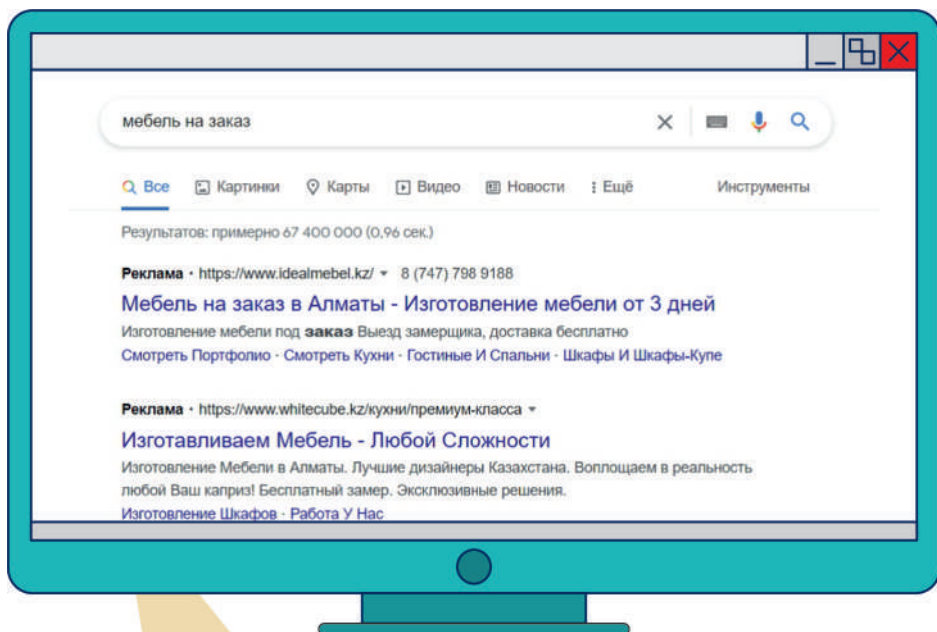 мебель на заказ
Все Картинки Карты Видео Новости Ещё Инструменты
Результатов: примерно 67 400 000 (0,96 сек.)
Реклама · https://www.idealmebel.kz/ 8 (747) 798 9188
Мебель на заказ в Алматы - Изготовление мебели от 3 дней
Изготовление мебели под заказ Выезд замерщика, доставка бесплатно
Смотреть Портфолио · Смотреть Кухни · Гостиные И Спальни · Шкафы И Шкафы-Купе
Реклама · https://www.whitecube.kz/кухни/премиум-класса
Изготавливаем Мебель - Любой Сложности
Изготовление Мебели в Алматы. Лучшие дизайнеры Казахстана. Воплощаем в реальность
любой Ваш каприз! Бесплатный замер. Эксклюзивные решения.
Изготовление Шкафов · Работа У Нас